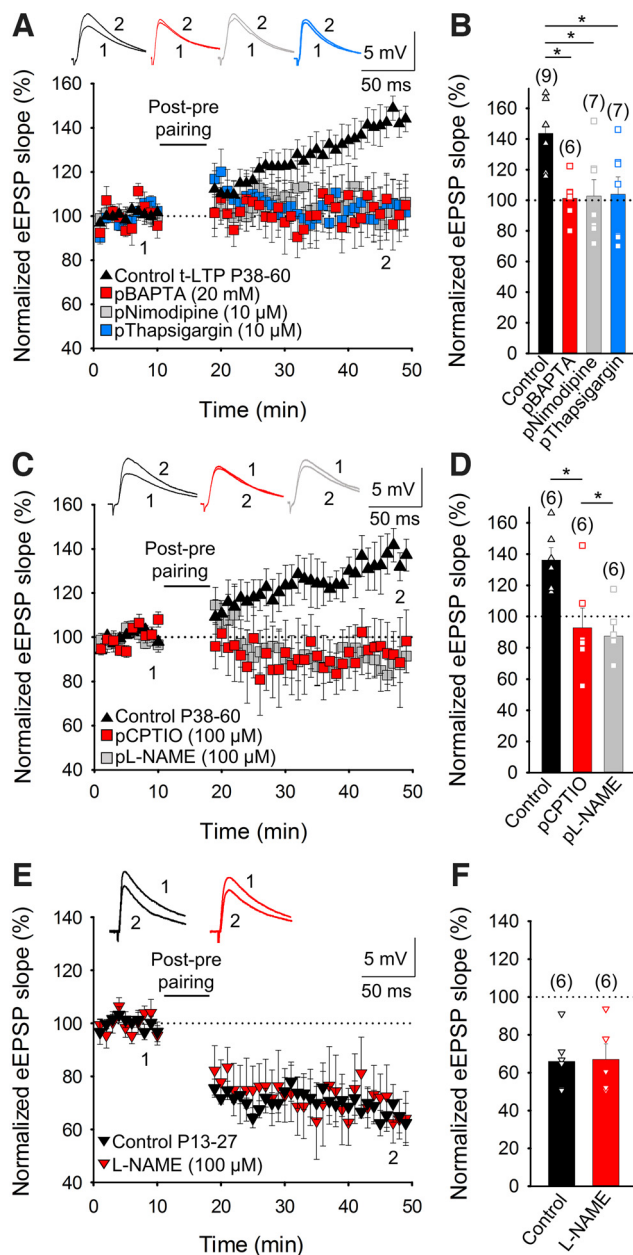 A
2
1
2
1
2
1
2
1
5 mV
50 ms
Normalized eEPSP slope (%)
160
140
120
100
80
60
40
Post-pre
pairing
1
2
Control t-LTP P38-60
pBAPTA (20 mM)
pNimodipine (10 µM)
pThapsigargin (10 µM)
0
10
20
30
40
50
Time (min)
B
*
*
*
(9)
(6)
(7)
(7)
Normalized eEPSP slope (%)
160
140
120
100
80
60
40
20
0
Control
pBAPTA
pNimodipine
pThapsigargin
C
2
1
1
2
1
2
5 mV
50 ms
Normalized eEPSP slope (%)
160
140
120
100
80
60
40
Post-pre
pairing
1
2
Control P38-60
pCPTIO (100 µM)
pL-NAME (100 µM)
0
10
20
30
40
50
Time (min)
D
*
*
(6)
(6)
(6)
Normalized eEPSP slope (%)
160
140
120
100
80
60
40
20
0
Control
pCPTIO
pL-NAME
E
1
2
1
2
5 mV
50 ms
Normalized eEPSP slope (%)
140
120
100
80
60
40
Post-pre
pairing
1
2
Control P13-27
L-NAME (100 µM)
0
10
20
30
40
50
Time (min)
F
(6)
(6)
Normalized eEPSP slope (%)
140
120
100
80
60
40
20
0
Control
L-NAME